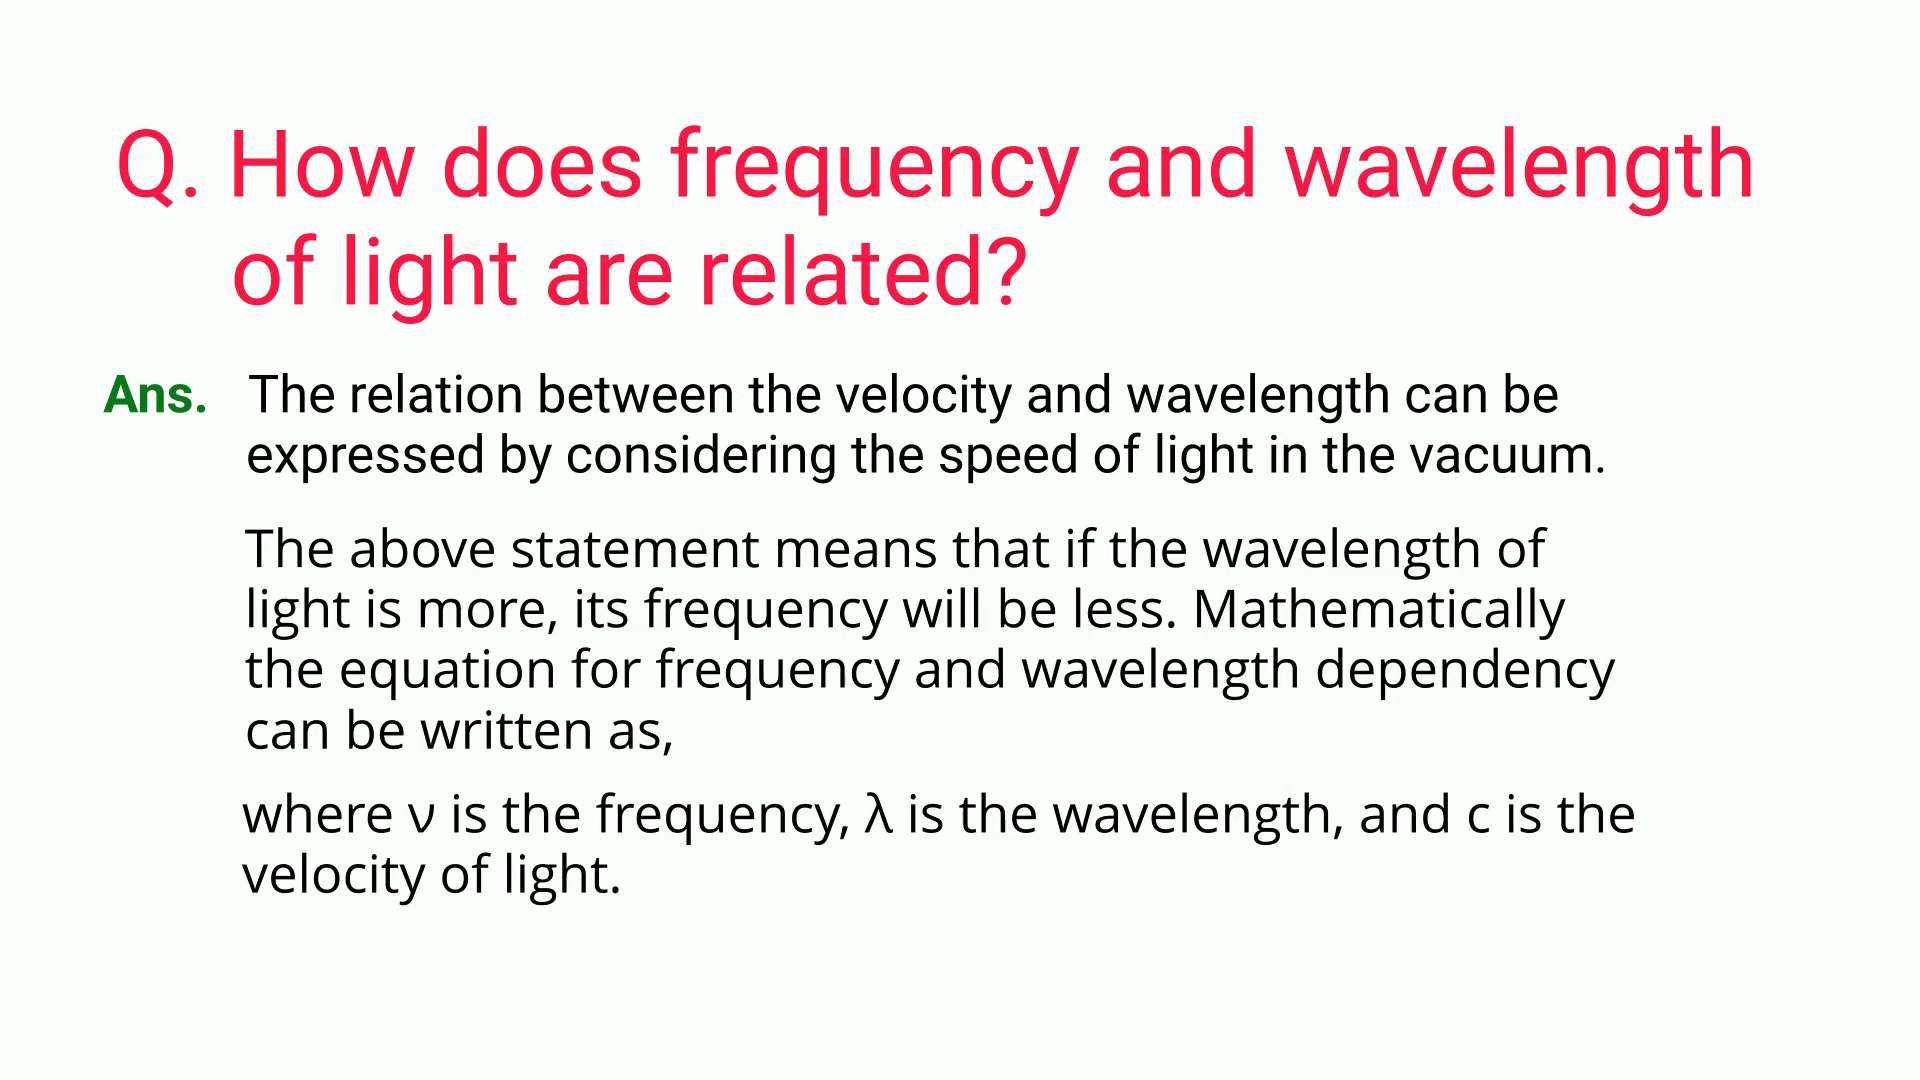 Q. How does frequency and wavelength
of light are related?
Ans. The relation between the velocity and wavelength can be
expressed by considering the speed of light in the vacuum.
The above statement means that if the wavelength of
light is more, its frequency will be less. Mathematically
the equation for frequency and wavelength dependency
can be written as,
where ν is the frequency, λ is the wavelength, and c is the
velocity of light.